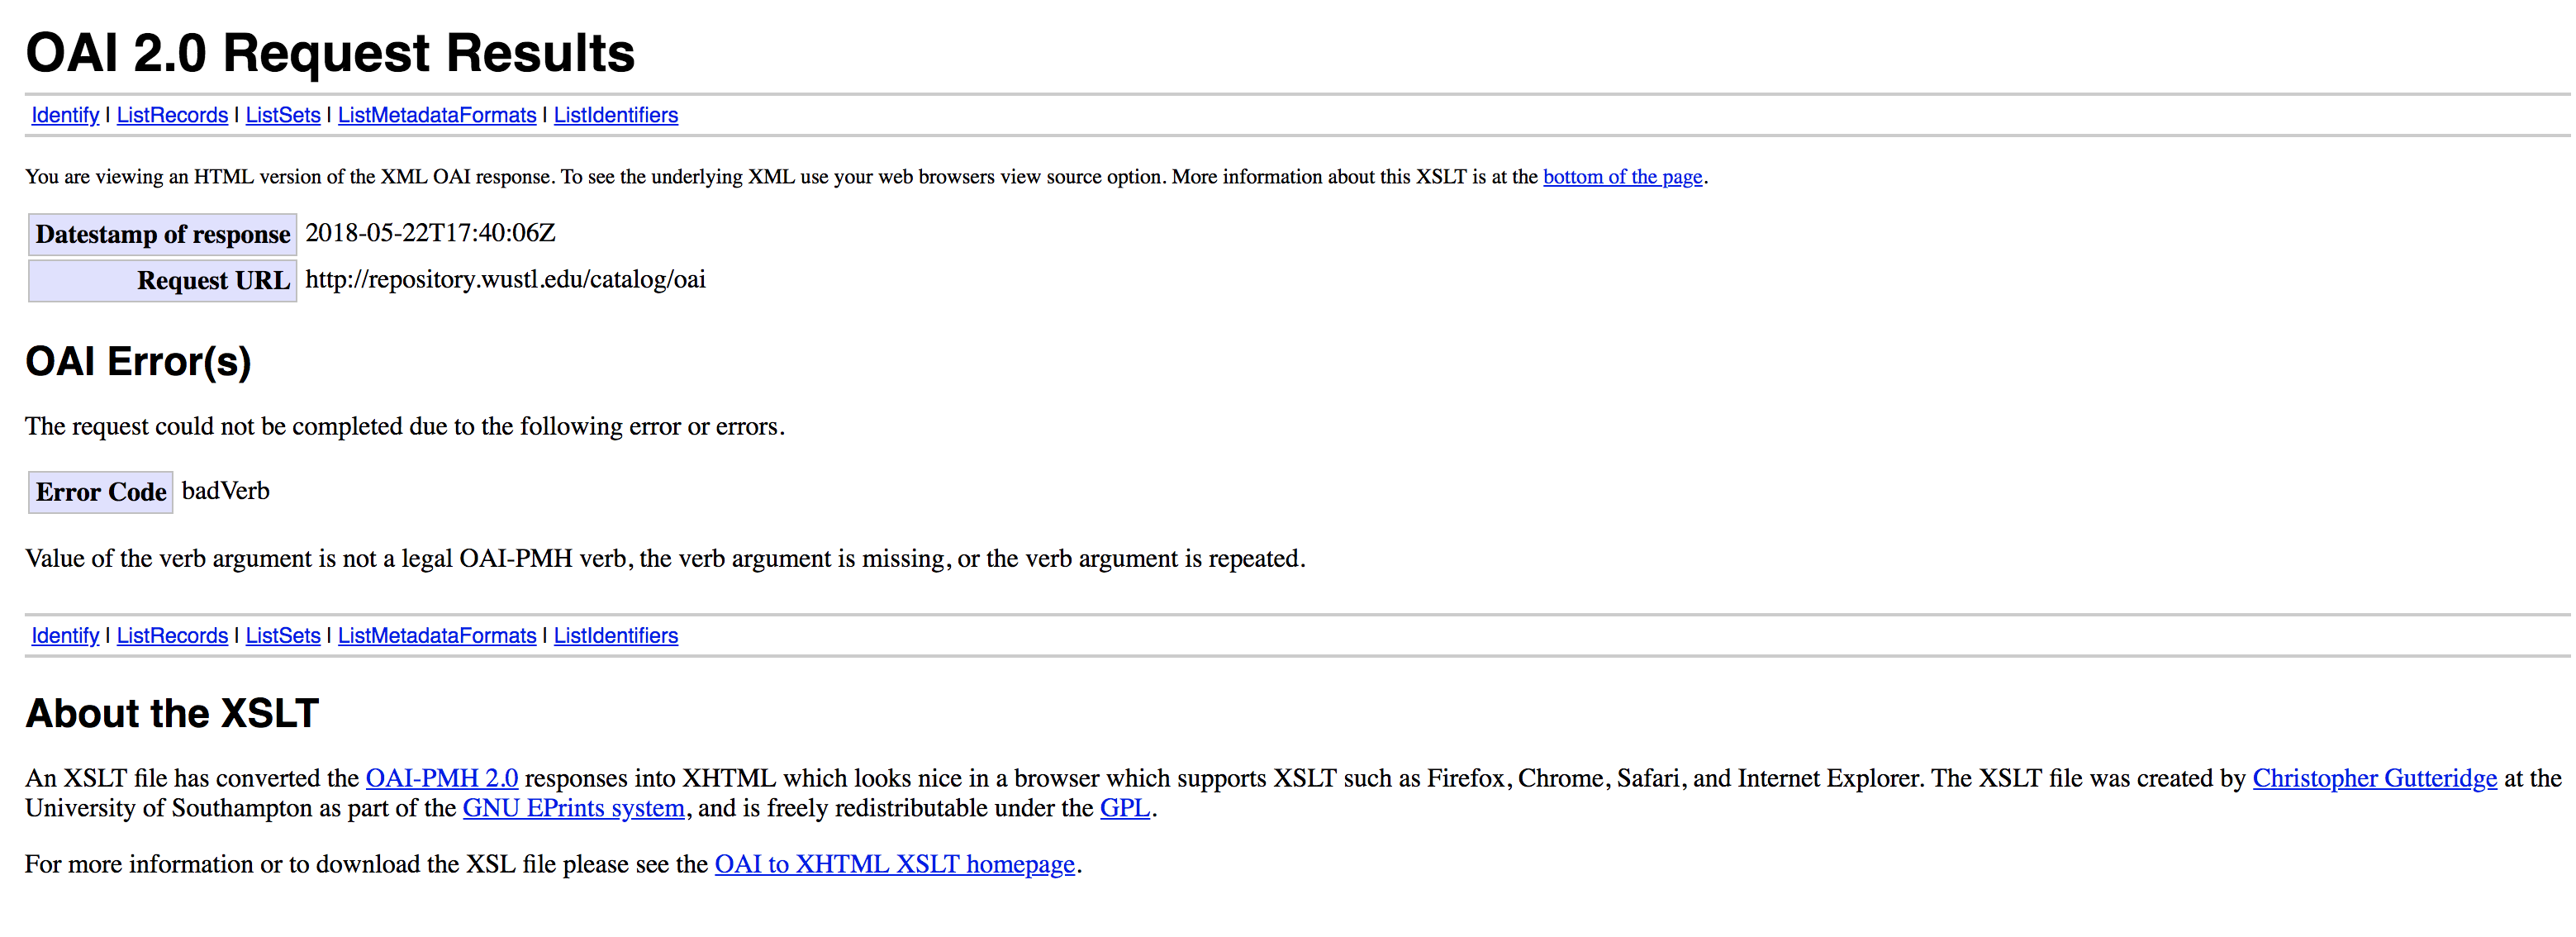 OAI 2.0 Request Results
Identify | ListRecords | ListSets | ListMetadataFormats | ListIdentifiers
You are viewing an HTML version of the XML OAI response. To see the underlying XML use your web browsers view source option. More information about this XSLT is at the bottom of the page.
Datestamp of response 2018-05-22T17:40:06Z
Request URL http://repository.wustl.edu/catalog/oai
OAI Error(s)
The request could not be completed due to the following error or errors.
Error Code badVerb
Value of the verb argument is not a legal OAI-PMH verb, the verb argument is missing, or the verb argument is repeated.
Identify | ListRecords | ListSets | ListMetadataFormats | ListIdentifiers
About the XSLT
An XSLT file has converted the OAI-PMH 2.0 responses into XHTML which looks nice in a browser which supports XSLT such as Firefox, Chrome, Safari, and Internet Explorer. The XSLT file was created by Christopher Gutteridge at the
University of Southampton as part of the GNU EPrints system, and is freely redistributable under the GPL.
For more information or to download the XSL file please see the OAI to XHTML XSLT homepage.